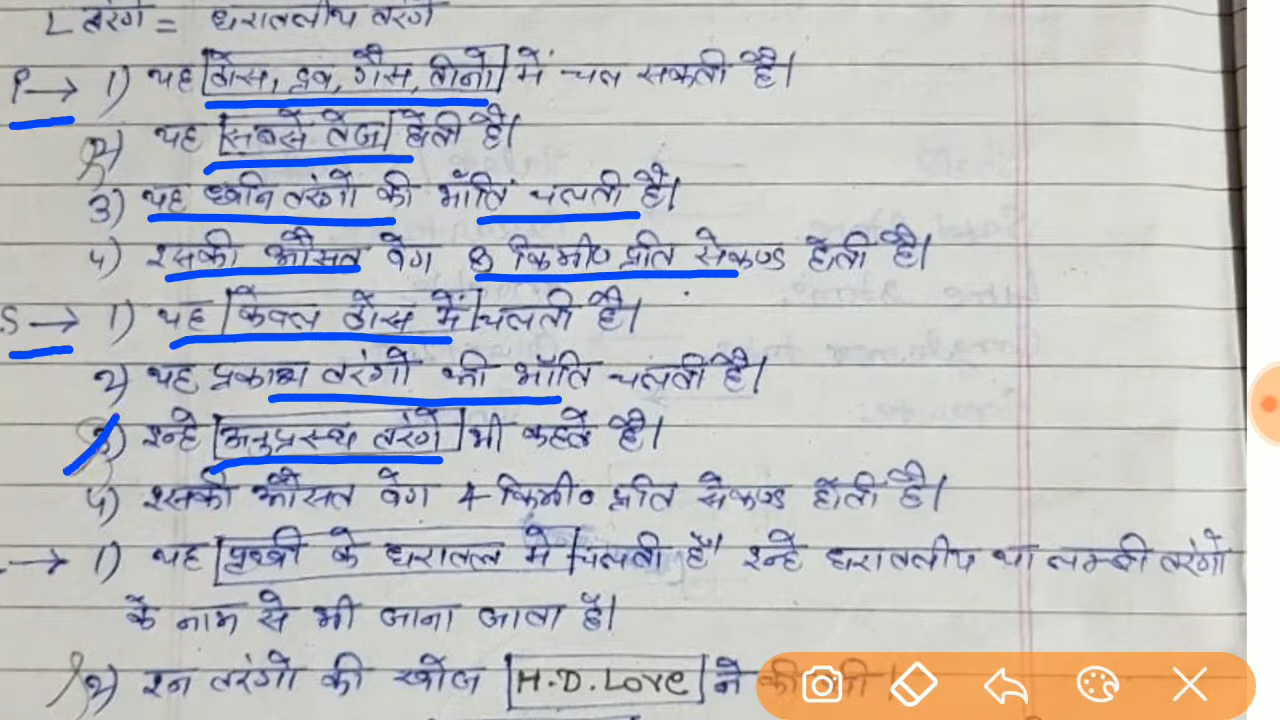 L तरंगे = धरातलीय तरंगे
P → 1) यह ठोस, द्रव, गैस, तीनो में चल सकती है।
2) यह सबसे तेज होती है।
3) यह ध्वनि तरंगो की भाँति चलती है।
4) इसकी औसत वेग 8 किमी० प्रति सेकण्ड होती है।
S → 1) यह केवल ठोस में चलती है।
2) यह प्रकाश तरंगो की भाँति चलती है।
3) इन्हे अनुप्रस्थ तरंगे भी कहते है।
4) इसकी औसत वेग 4 किमी० प्रति सेकण्ड होती है।
→ 1) यह पृथ्वी के धरातल मे चलती है। इन्हे धरातलीय या लम्बी तरंगो
के नाम से भी जाना जाता है।
2) इन तरंगो की खोज H.D. Love ने की थी।